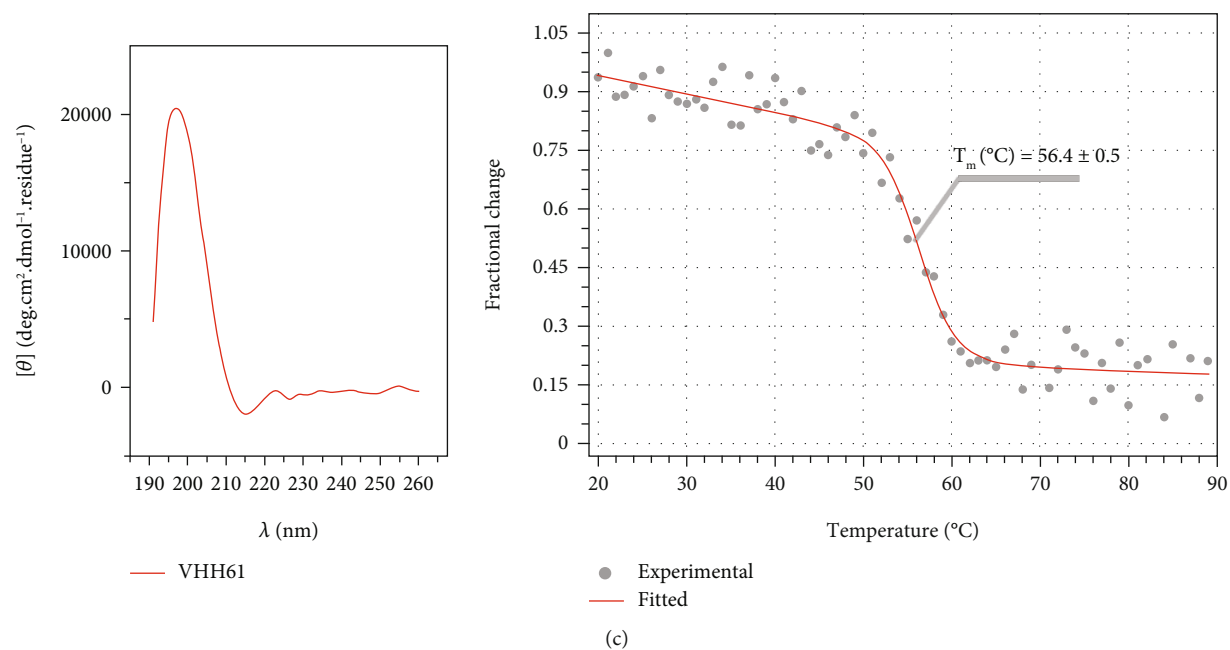 [θ] (deg.cm².dmol⁻¹.residue⁻¹)
20000
10000
0
190 200 210 220 230 240 250 260
λ (nm)
VHH61
Fractional change
1.05
0.9
0.75
0.6
0.45
0.3
0.15
0
Tₘ (°C) = 56.4 ± 0.5
20 30 40 50 60 70 80 90
Temperature (°C)
Experimental
Fitted
(c)